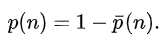 p(n) = 1 − p̄(n).